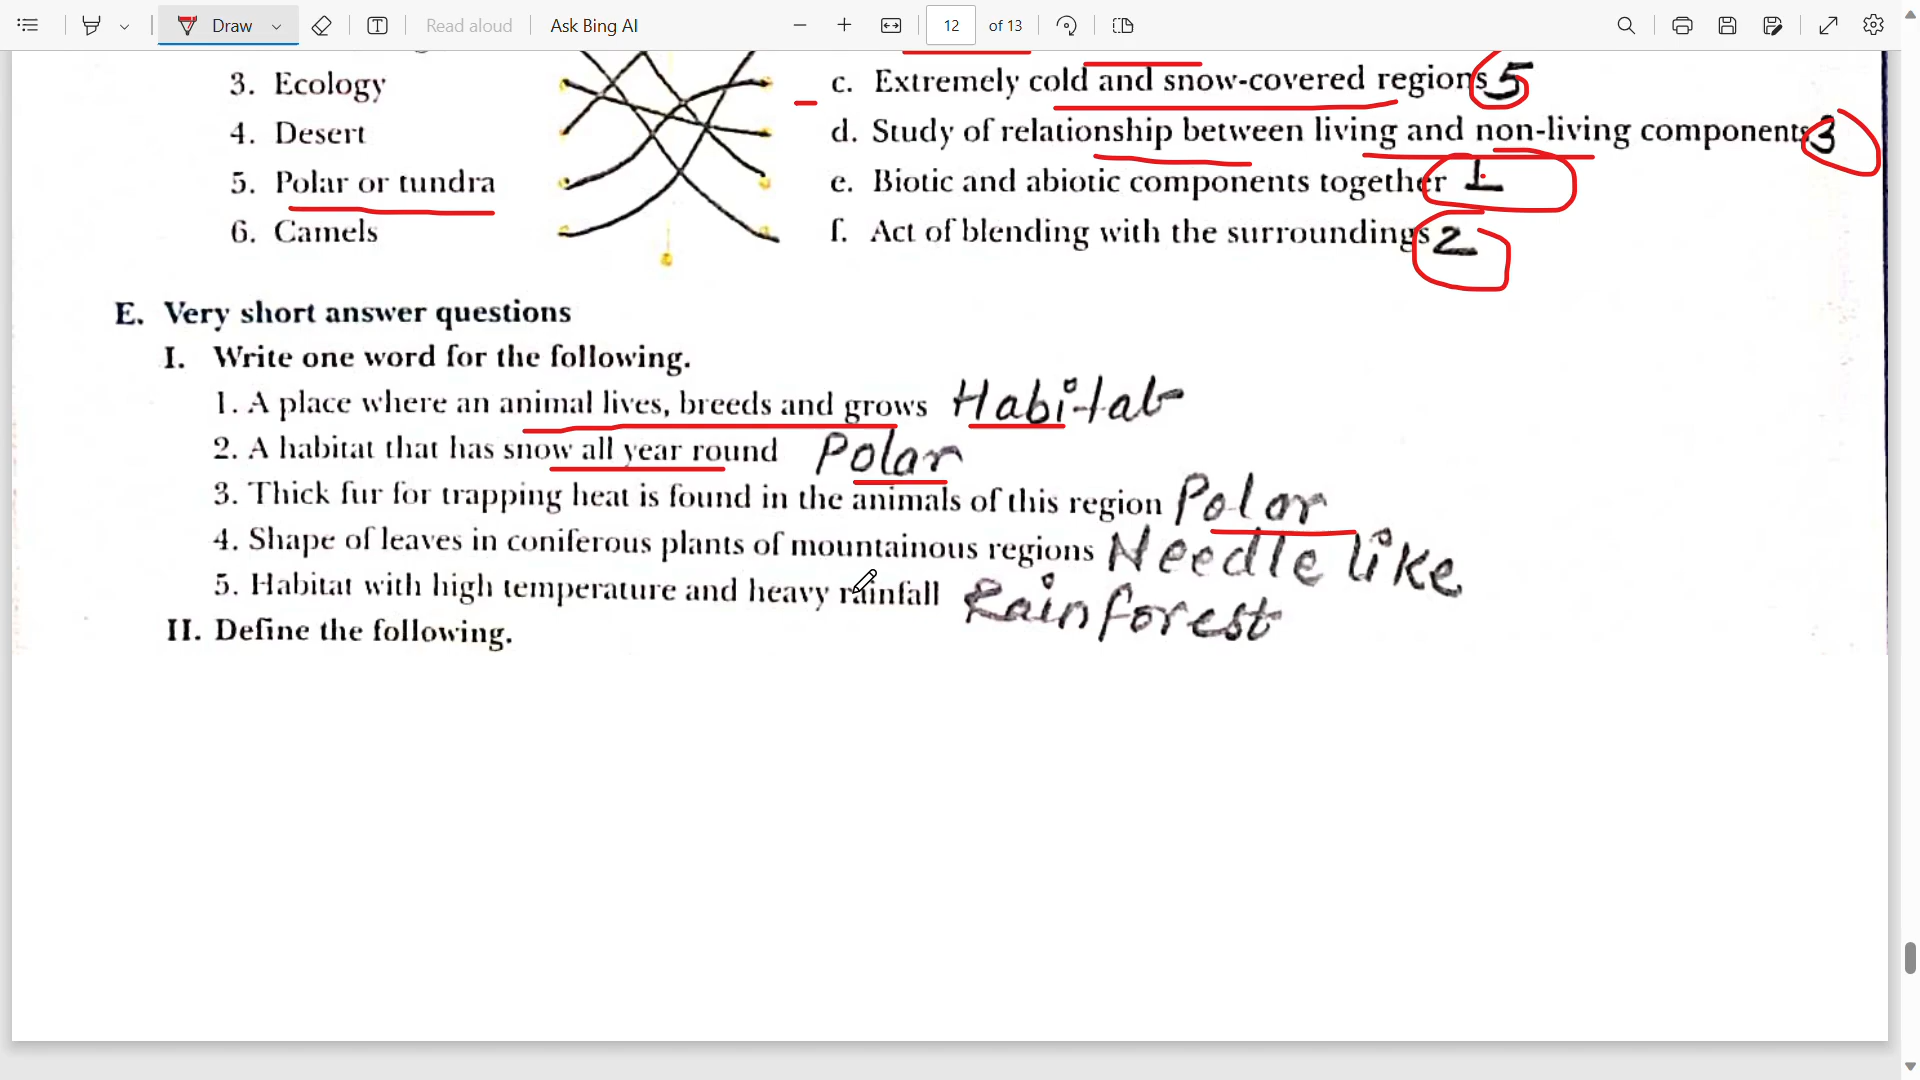 Draw
Read aloud
Ask Bing AI
12 of 13
3. Ecology
c. Extremely cold and snow-covered regions 5
4. Desert
d. Study of relationship between living and non-living components 3
5. Polar or tundra
e. Biotic and abiotic components together 1
6. Camels
f. Act of blending with the surroundings 2
E. Very short answer questions
I. Write one word for the following.
1. A place where an animal lives, breeds and grows Habitat
2. A habitat that has snow all year round Polar
3. Thick fur for trapping heat is found in the animals of this region Polar
4. Shape of leaves in coniferous plants of mountainous regions Needle like
5. Habitat with high temperature and heavy rainfall Rainforest
II. Define the following.